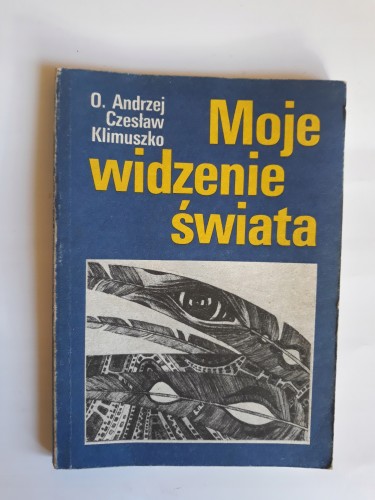 O. Andrzej
Czesław
Klimuszko
Moje
widzenie
świata